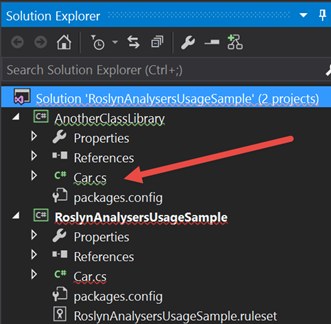 Solution Explorer
Search Solution Explorer (Ctrl+;)
Solution 'RoslynAnalysersUsageSample' (2 projects)
C# AnotherClassLibrary
Properties
References
C# Car.cs
packages.config
C# RoslynAnalysersUsageSample
Properties
References
C# Car.cs
packages.config
RoslynAnalysersUsageSample.ruleset